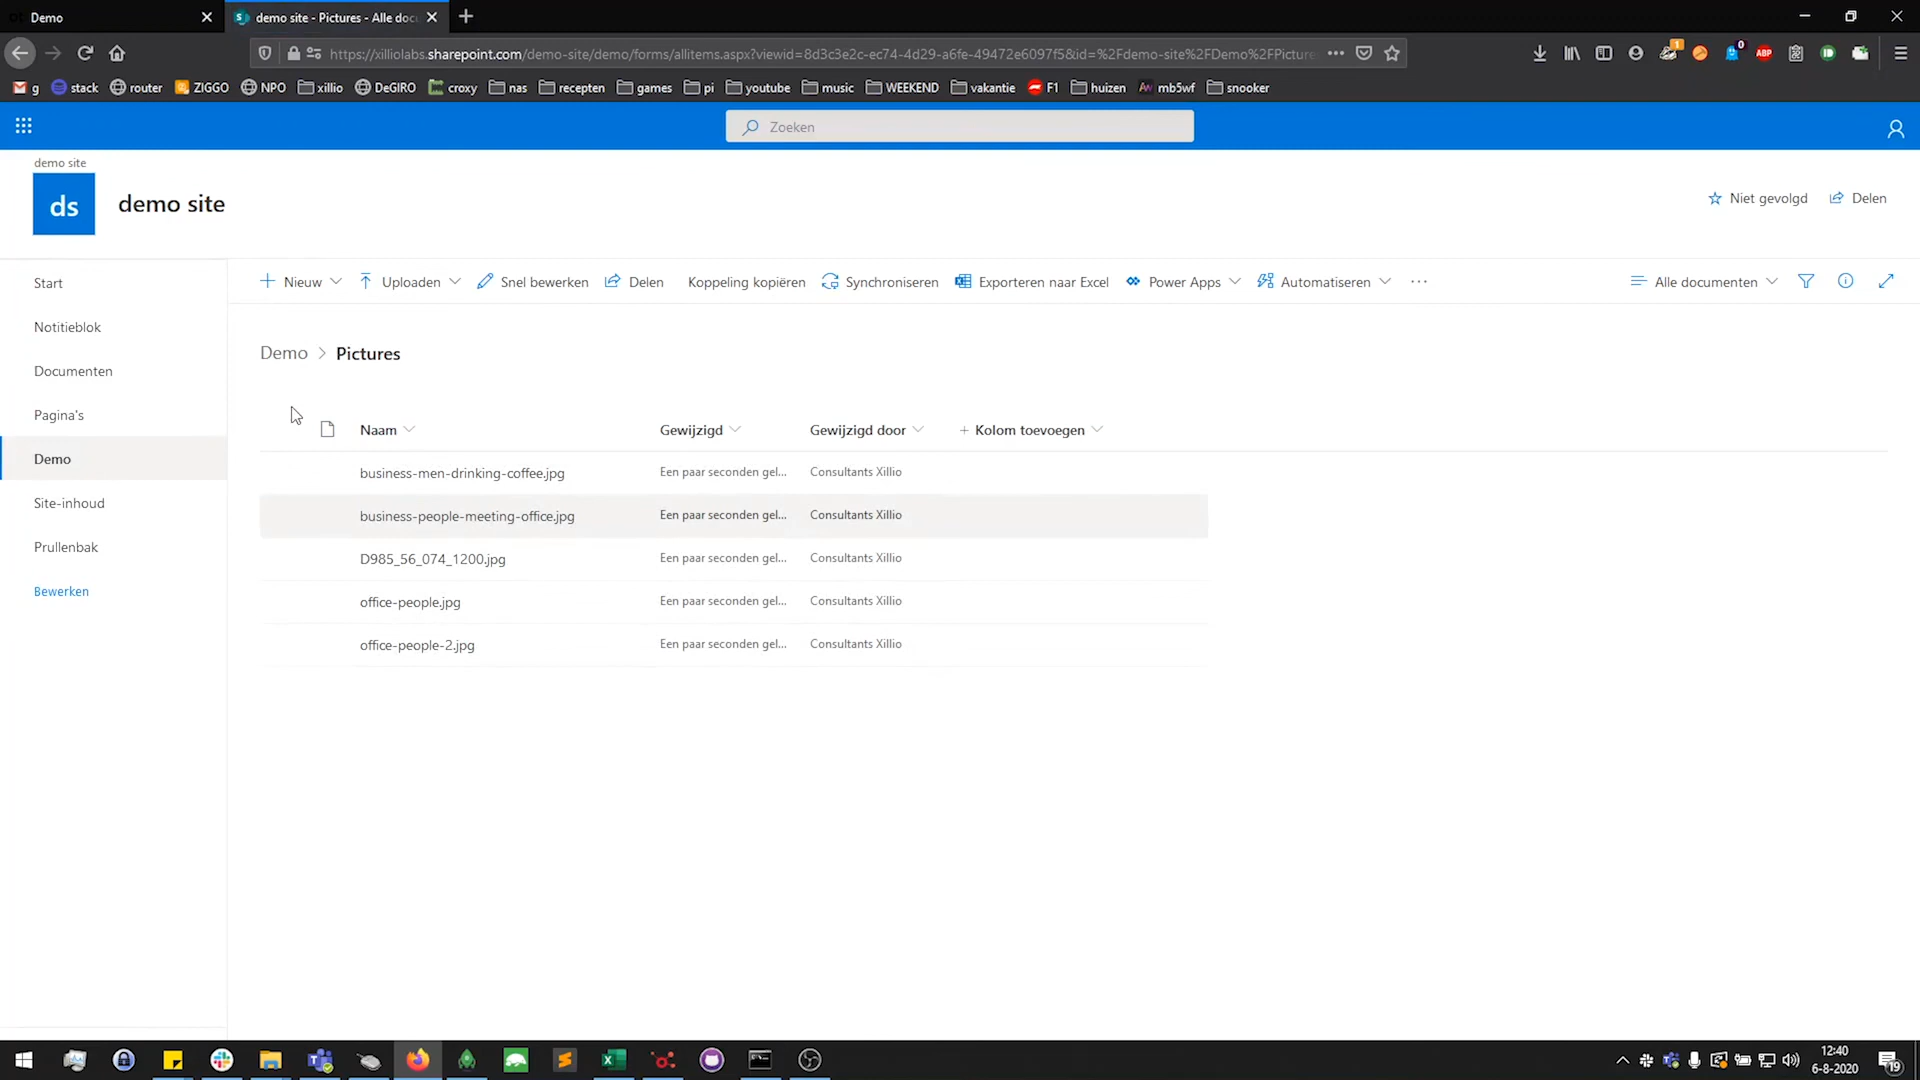 Demo
demo site - Pictures - Alle doc
https://xilliolabs.sharepoint.com/demo-site/demo/forms/allitems.aspx?viewid=8d3c3e2c-ec74-4d29-a6fe-49472e6097f5&id=%2Fdemo-site%2FDemo%2FPicture
1
0
ABP
g stack router ZIGGO NPO xillio DeGIRO croxy nas recepten games pi youtube music WEEKEND vakantie F1 huizen mb5wf snooker
Zoeken
demo site
ds
demo site
Niet gevolgd
Delen
Start
Notitieblok
Documenten
Pagina's
Demo
Site-inhoud
Prullenbak
Bewerken
Nieuw Uploaden Snel bewerken Delen Koppeling kopiëren Synchroniseren Exporteren naar Excel Power Apps Automatiseren Alle documenten
Demo > Pictures
Naam Gewijzigd Gewijzigd door + Kolom toevoegen
business-men-drinking-coffee.jpg Een paar seconden gel... Consultants Xillio
business-people-meeting-office.jpg Een paar seconden gel... Consultants Xillio
D985_56_074_1200.jpg Een paar seconden gel... Consultants Xillio
office-people.jpg Een paar seconden gel... Consultants Xillio
office-people-2.jpg Een paar seconden gel... Consultants Xillio
12:40
6-8-2020
19